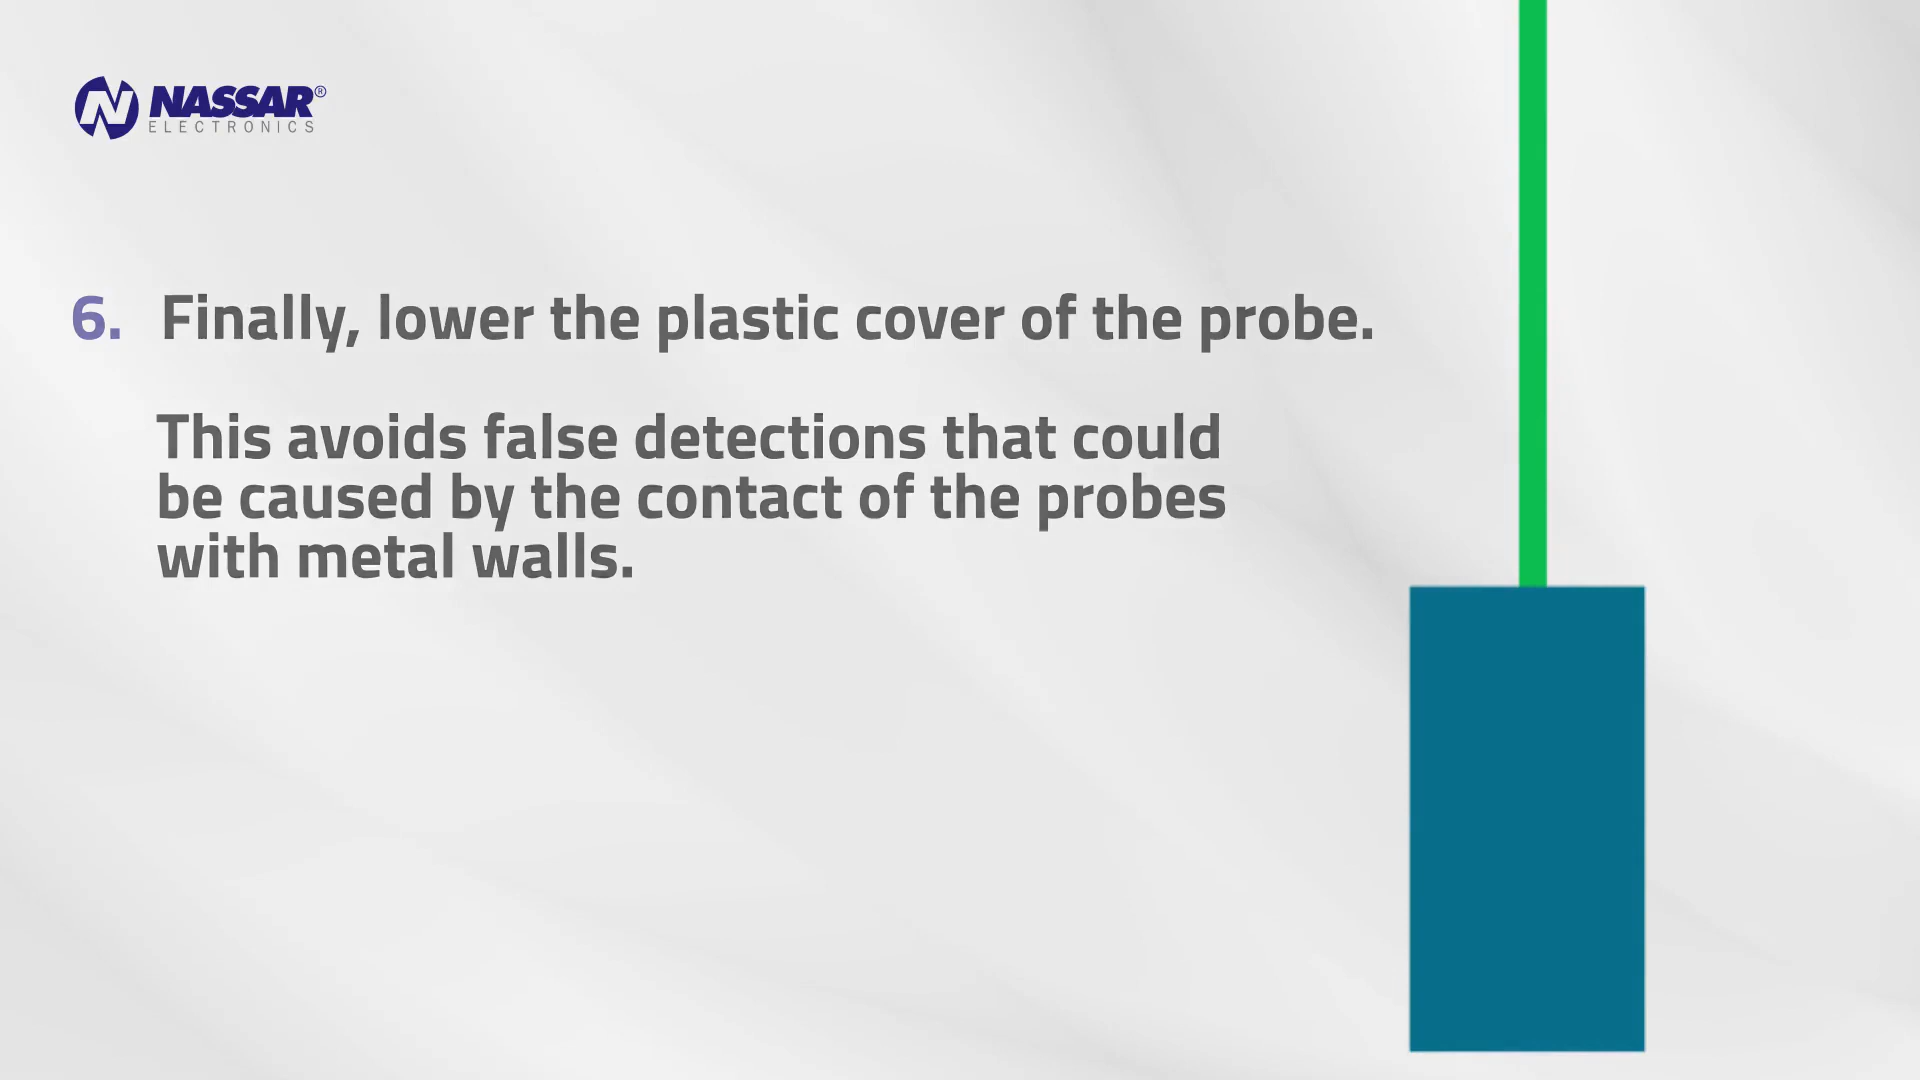 NASSAR®
ELECTRONICS
6. Finally, lower the plastic cover of the probe.
This avoids false detections that could
be caused by the contact of the probes
with metal walls.